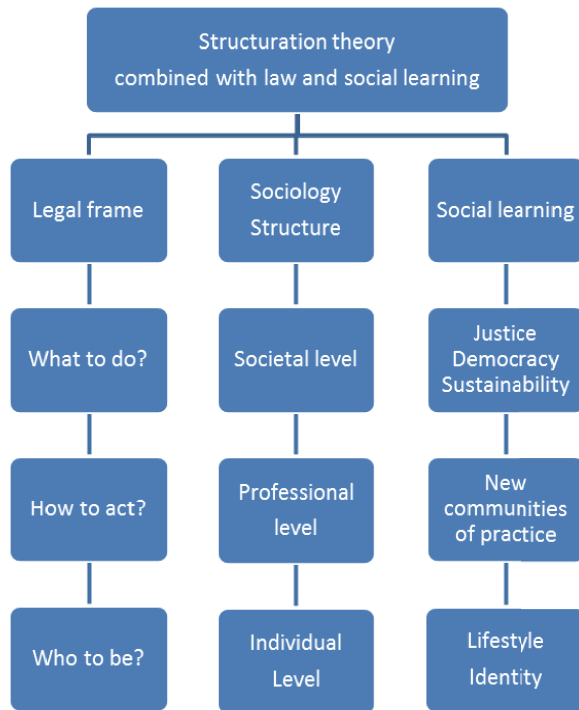 Structuration theory
combined with law and social learning
Legal frame
Sociology
Structure
Social learning
What to do?
Societal level
Justice
Democracy
Sustainability
How to act?
Professional
level
New
communities
of practice
Who to be?
Individual
Level
Lifestyle
Identity